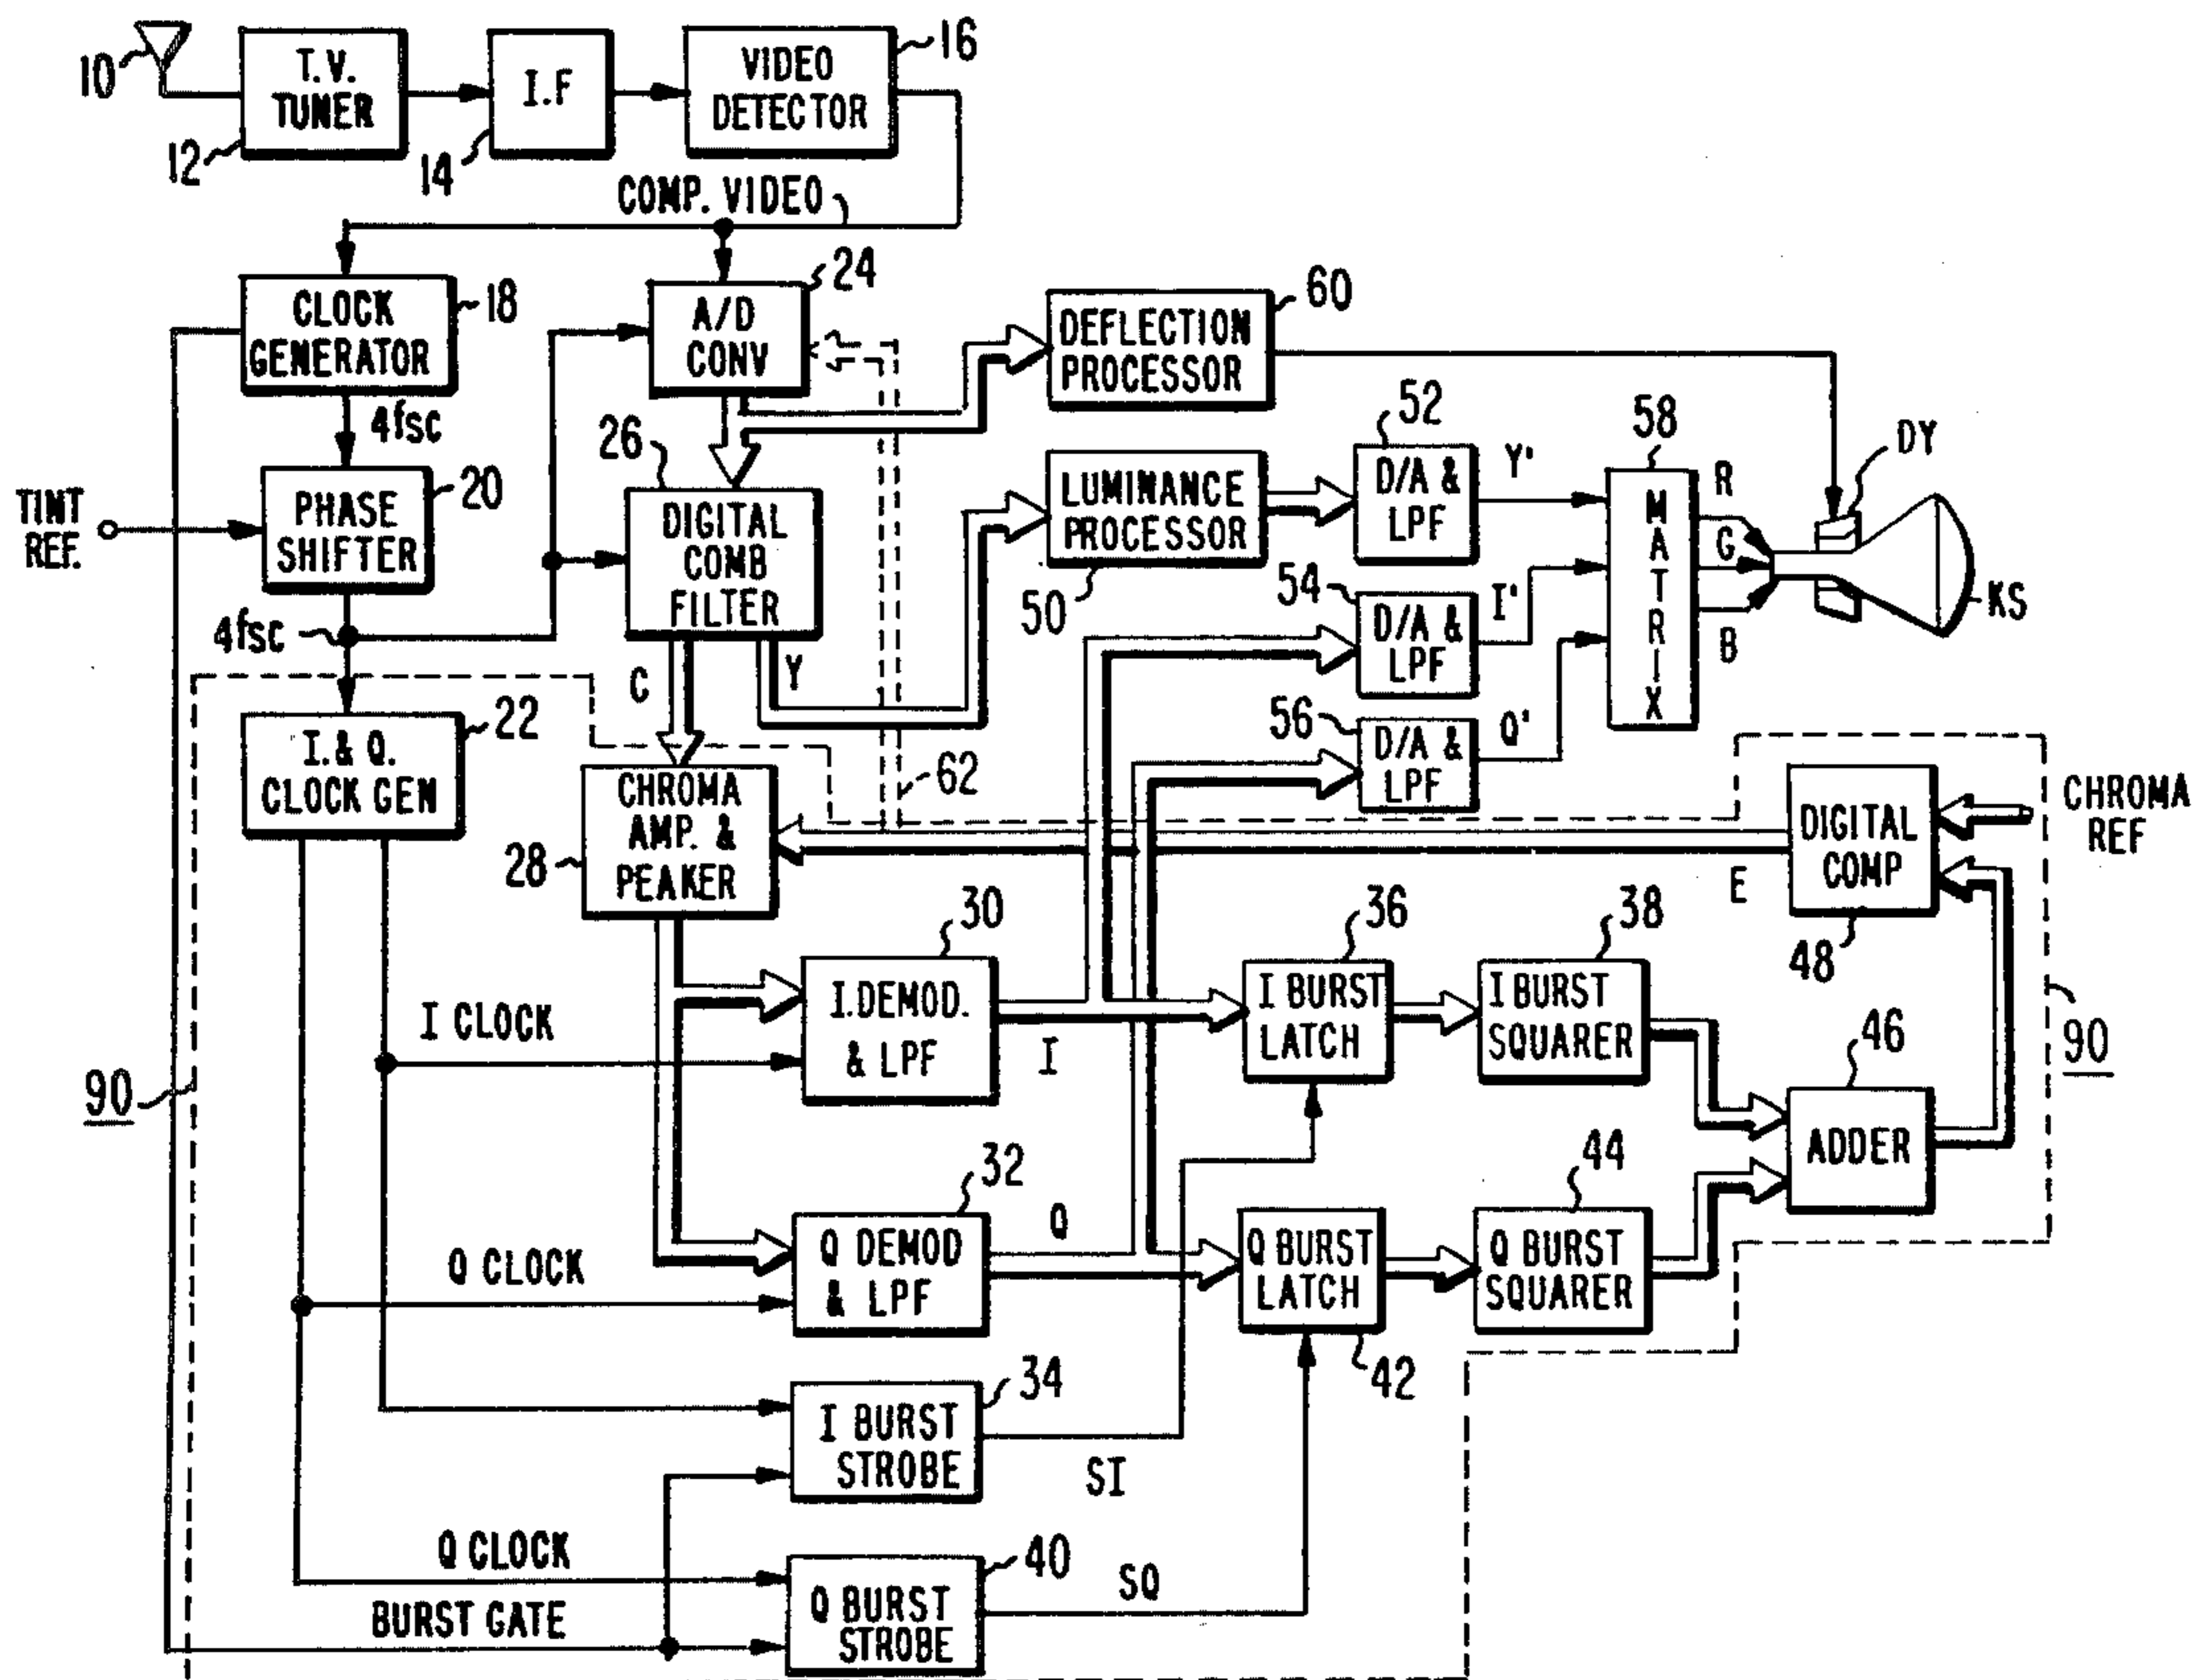 10
T.V.
TUNER
12
I.F
14
VIDEO
DETECTOR
16
COMP. VIDEO
CLOCK
GENERATOR
18
4fsc
TINT
REF.
PHASE
SHIFTER
20
4fsc
I. & Q.
CLOCK GEN
22
A/D
CONV
24
26
DIGITAL
COMB
FILTER
C
Y
62
DEFLECTION
PROCESSOR
60
LUMINANCE
PROCESSOR
50
52
D/A &
LPF
Y'
54
D/A &
LPF
I'
56
D/A &
LPF
Q'
58
MATRIX
R
G
B
DY
KS
CHROMA
AMP. &
PEAKER
28
DIGITAL
COMP
48
CHROMA
REF
E
90
90
I CLOCK
30
I. DEMOD.
& LPF
I
36
I BURST
LATCH
38
I BURST
SQUARER
46
ADDER
Q CLOCK
32
Q DEMOD
& LPF
Q
Q BURST
LATCH
42
44
Q BURST
SQUARER
34
I BURST
STROBE
SI
Q CLOCK
BURST GATE
40
Q BURST
STROBE
SQ